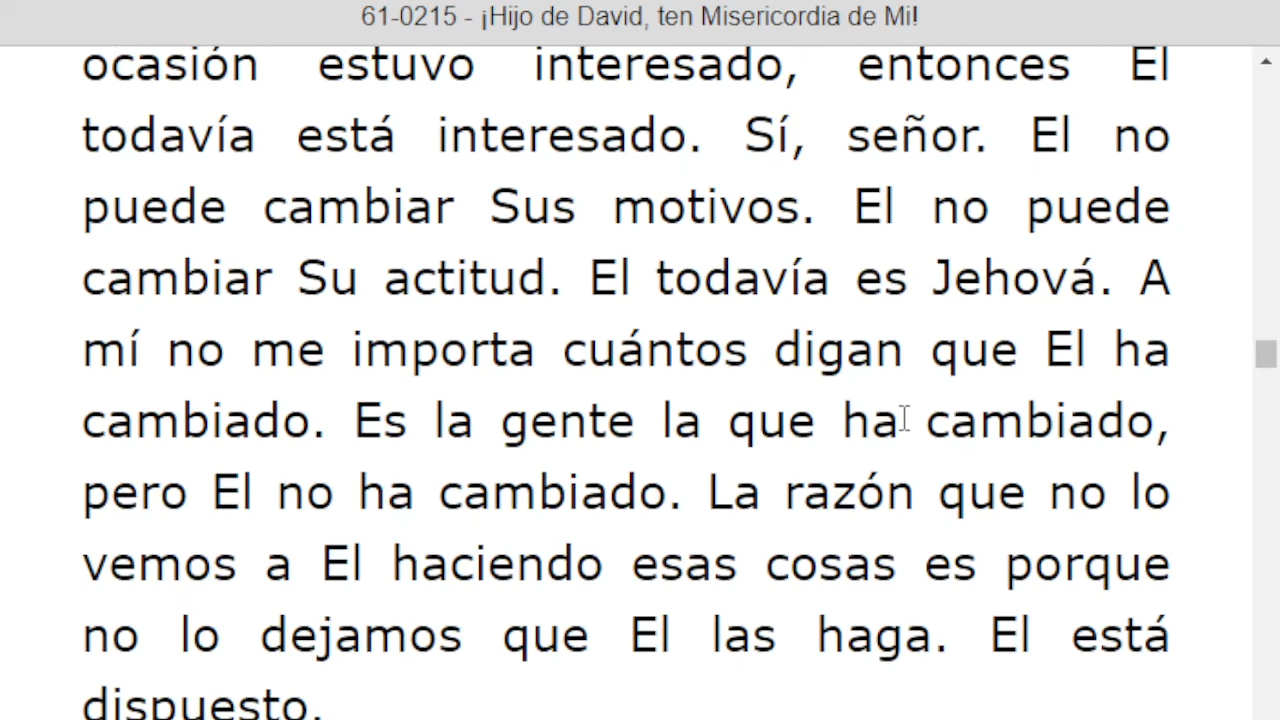 61-0215 - ¡Hijo de David, ten Misericordia de Mi!
ocasión estuvo interesado, entonces El
todavía está interesado. Sí, señor. El no
puede cambiar Sus motivos. El no puede
cambiar Su actitud. El todavía es Jehová. A
mí no me importa cuántos digan que El ha
cambiado. Es la gente la que ha cambiado,
pero El no ha cambiado. La razón que no lo
vemos a El haciendo esas cosas es porque
no lo dejamos que El las haga. El está
dispuesto.